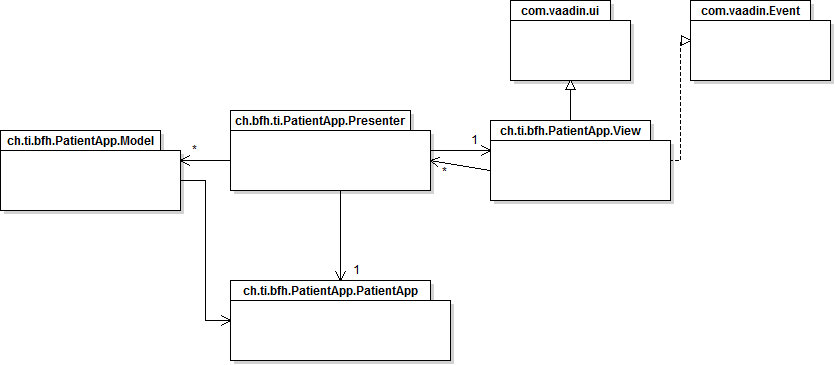 com.vaadin.ui
com.vaadin.Event
ch.bfh.ti.PatientApp.Presenter
ch.ti.bfh.PatientApp.View
ch.ti.bfh.PatientApp.Model
*
1
*
1
ch.ti.bfh.PatientApp.PatientApp